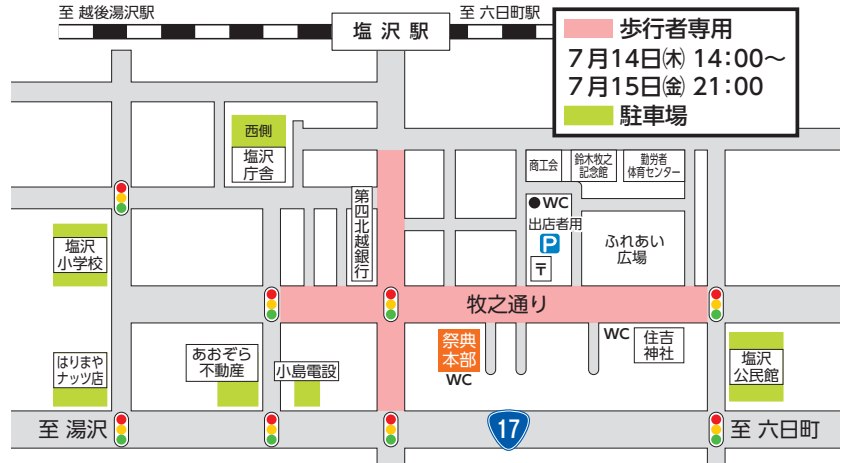 至 越後湯沢駅
塩 沢 駅
至 六日町駅
歩行者専用
7月14日㈭ 14:00～
7月15日㈮ 21:00
駐車場
西側
塩沢
庁舎
商工会
鈴木牧之
記念館
勤労者
体育センター
第四北越銀行
●WC
出店者用
P
〒
ふれあい
広場
塩沢
小学校
牧之通り
祭典
本部
WC
WC
住吉
神社
はりまや
ナッツ店
あおぞら
不動産
小島電設
塩沢
公民館
至 湯沢
17
至 六日町